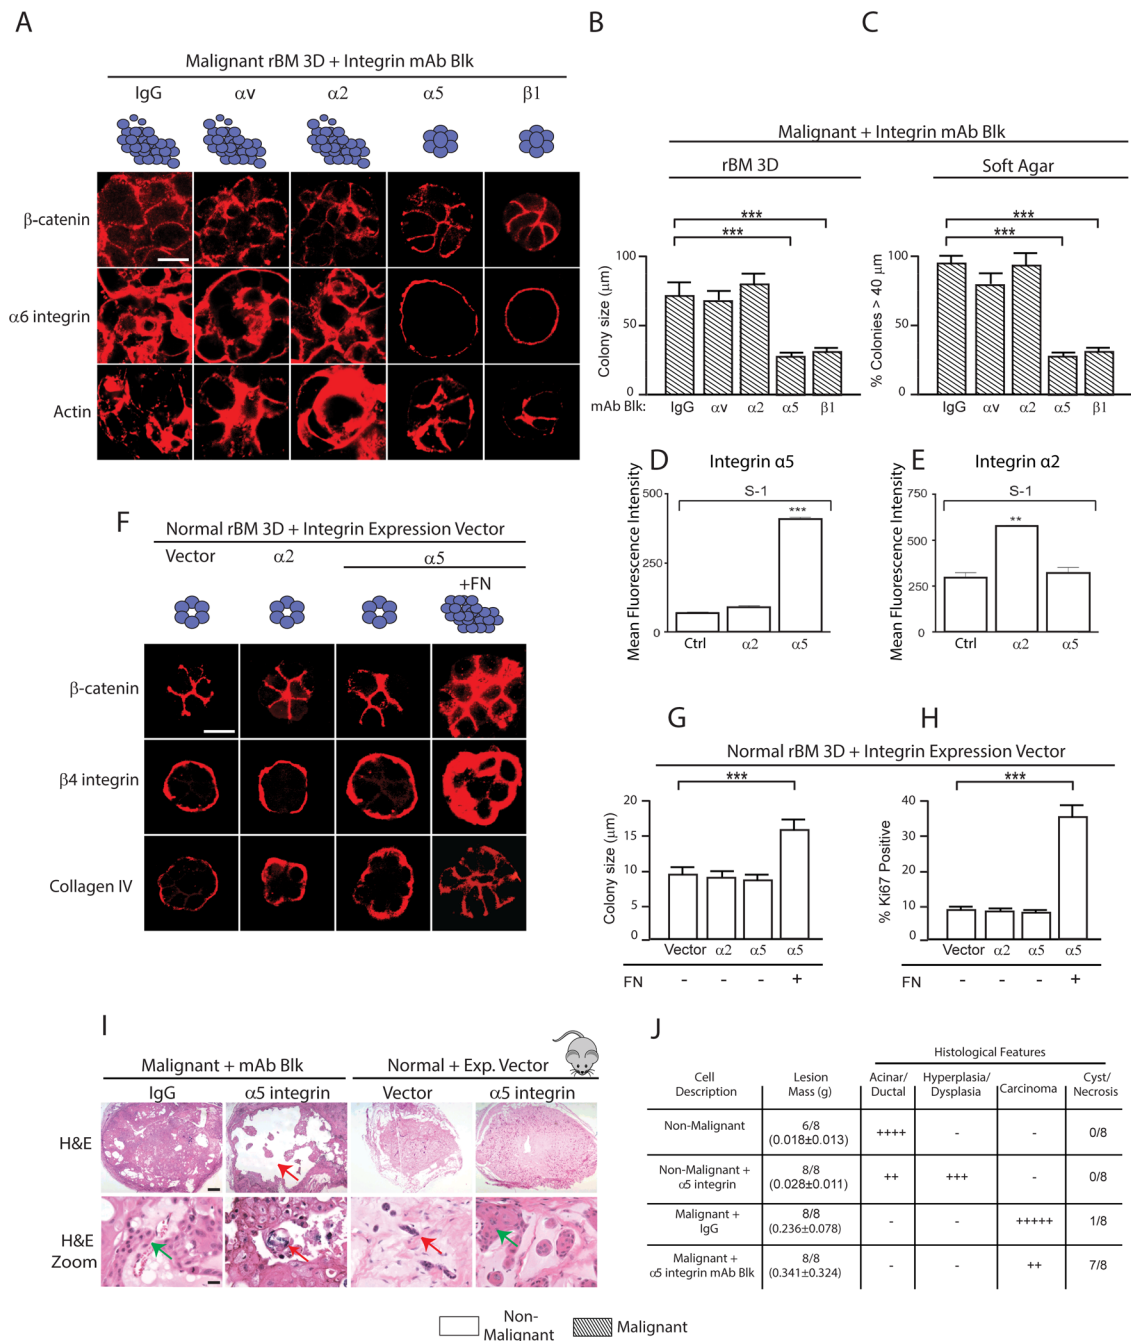 A
Malignant rBM 3D + Integrin mAb Blk
IgG αv α2 α5 β1
β-catenin
α6 integrin
Actin
B
C
Malignant + Integrin mAb Blk
rBM 3D
Soft Agar
***
***
100
50
0
Colony size (μm)
mAb Blk: IgG αv α2 α5 β1
***
***
100
50
0
% Colonies > 40 μm
IgG αv α2 α5 β1
D
Integrin α5
Mean Fluorescence Intensity
500
250
0
S-1
***
Ctrl α2 α5
E
Integrin α2
Mean Fluorescence Intensity
750
500
250
0
S-1
**
Ctrl α2 α5
F
Normal rBM 3D + Integrin Expression Vector
Vector α2 α5
+FN
β-catenin
β4 integrin
Collagen IV
G
H
Normal rBM 3D + Integrin Expression Vector
***
20
15
10
5
0
Colony size (μm)
Vector α2 α5 α5
FN - - - +
***
40
30
20
10
0
% Ki67 Positive
Vector α2 α5 α5
FN - - - +
I
Malignant + mAb Blk
Normal + Exp. Vector
IgG α5 integrin Vector α5 integrin
H&E
H&E
Zoom
J
Histological Features
Cell
Description
Lesion
Mass (g)
Acinar/
Ductal
Hyperplasia/
Dysplasia
Carcinoma
Cyst/
Necrosis
Non-Malignant
6/8
(0.018±0.013)
++++ - - 0/8
Non-Malignant +
α5 integrin
8/8
(0.028±0.011)
++ +++ - 0/8
Malignant +
IgG
8/8
(0.236±0.078)
- - +++++ 1/8
Malignant +
α5 integrin mAb Blk
8/8
(0.341±0.324)
- - ++ 7/8
Non-
Malignant
Malignant